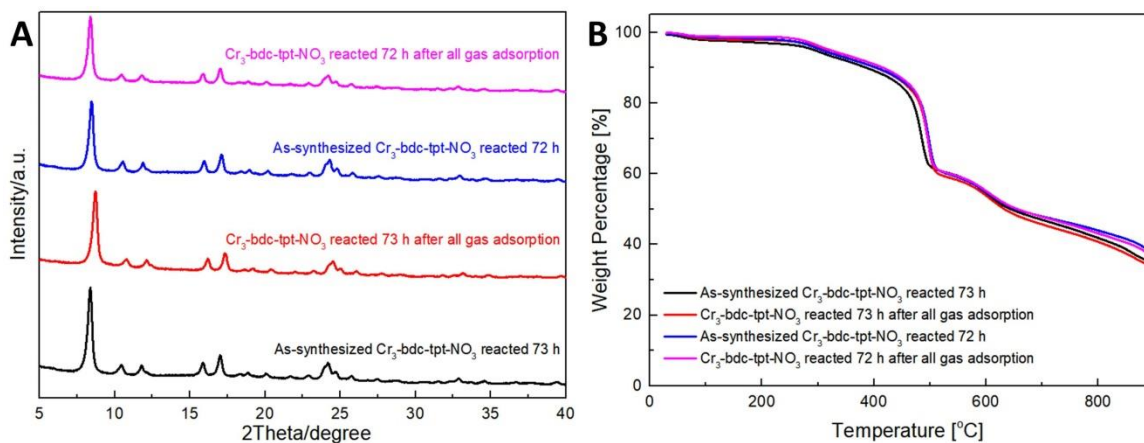 A
Cr₃-bdc-tpt-NO₃ reacted 72 h after all gas adsorption
As-synthesized Cr₃-bdc-tpt-NO₃ reacted 72 h
Cr₃-bdc-tpt-NO₃ reacted 73 h after all gas adsorption
As-synthesized Cr₃-bdc-tpt-NO₃ reacted 73 h
Intensity/a.u.
5 10 15 20 25 30 35 40
2Theta/degree
B
100
80
60
40
20
0
Weight Percentage [%]
As-synthesized Cr₃-bdc-tpt-NO₃ reacted 73 h
Cr₃-bdc-tpt-NO₃ reacted 73 h after all gas adsorption
As-synthesized Cr₃-bdc-tpt-NO₃ reacted 72 h
Cr₃-bdc-tpt-NO₃ reacted 72 h after all gas adsorption
0 200 400 600 800
Temperature [°C]